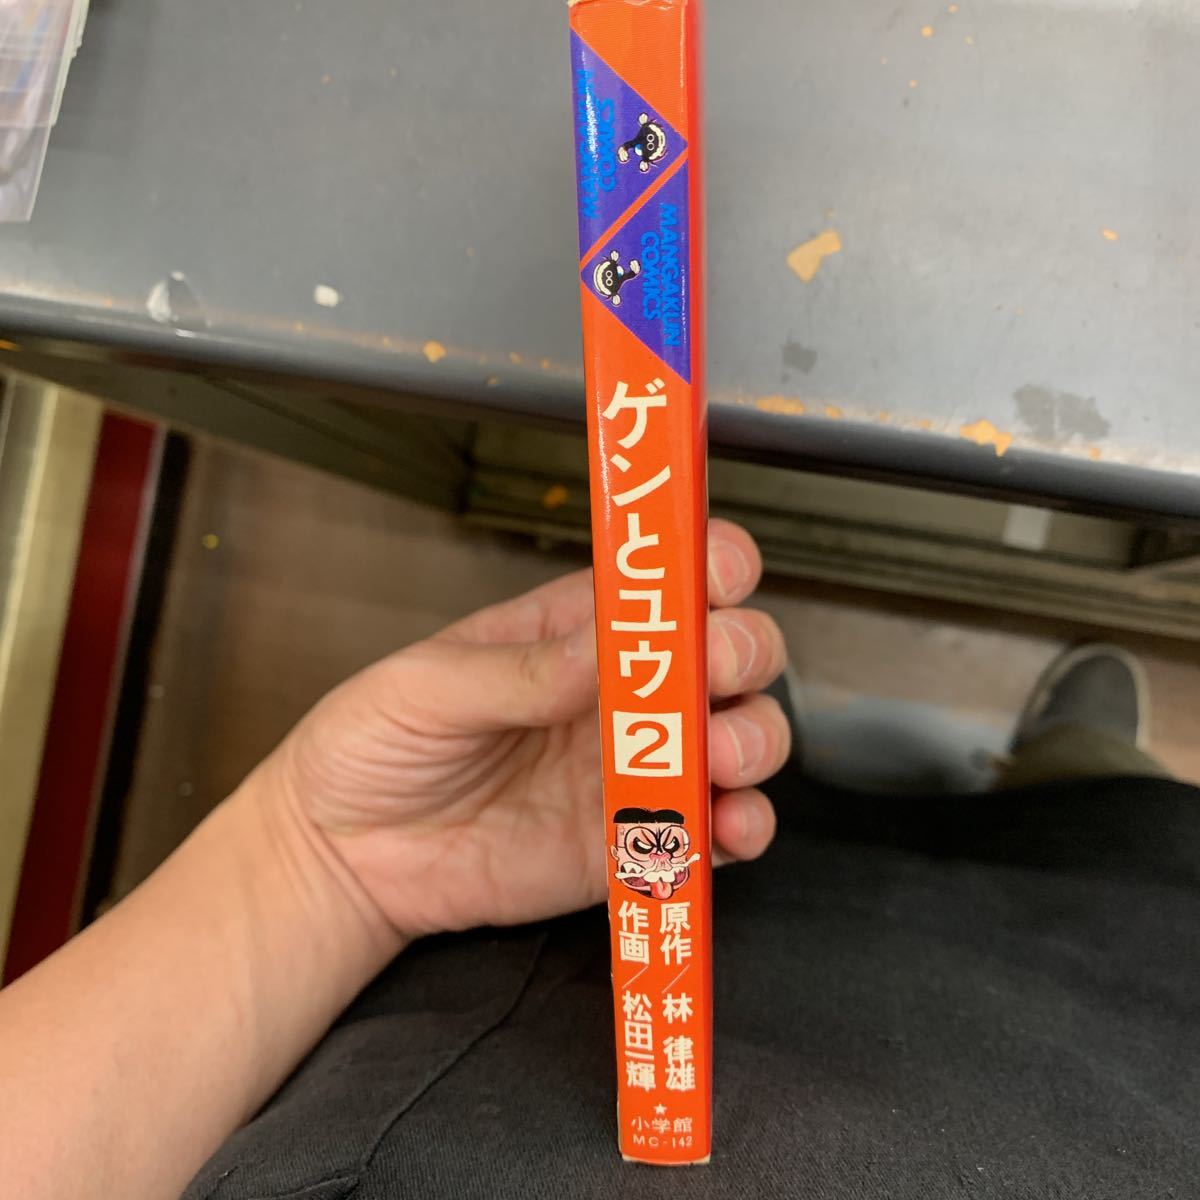 MANGAKUN
COMICS
MANGAKUN
COMICS
ゲンとユウ
2
原作／林 律雄
作画／松田一輝
★
小学館
MC-142